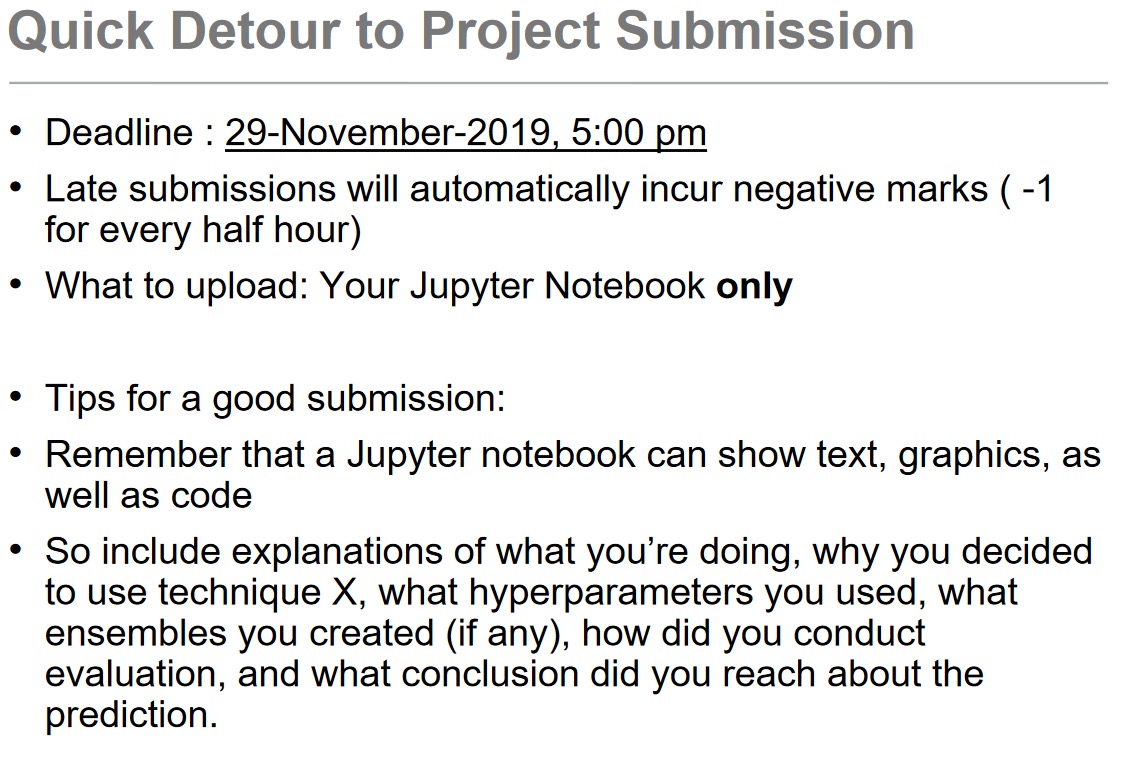 Quick Detour to Project Submission
• Deadline : 29-November-2019, 5:00 pm
• Late submissions will automatically incur negative marks ( -1
for every half hour)
• What to upload: Your Jupyter Notebook only
• Tips for a good submission:
• Remember that a Jupyter notebook can show text, graphics, as
well as code
• So include explanations of what you’re doing, why you decided
to use technique X, what hyperparameters you used, what
ensembles you created (if any), how did you conduct
evaluation, and what conclusion did you reach about the
prediction.